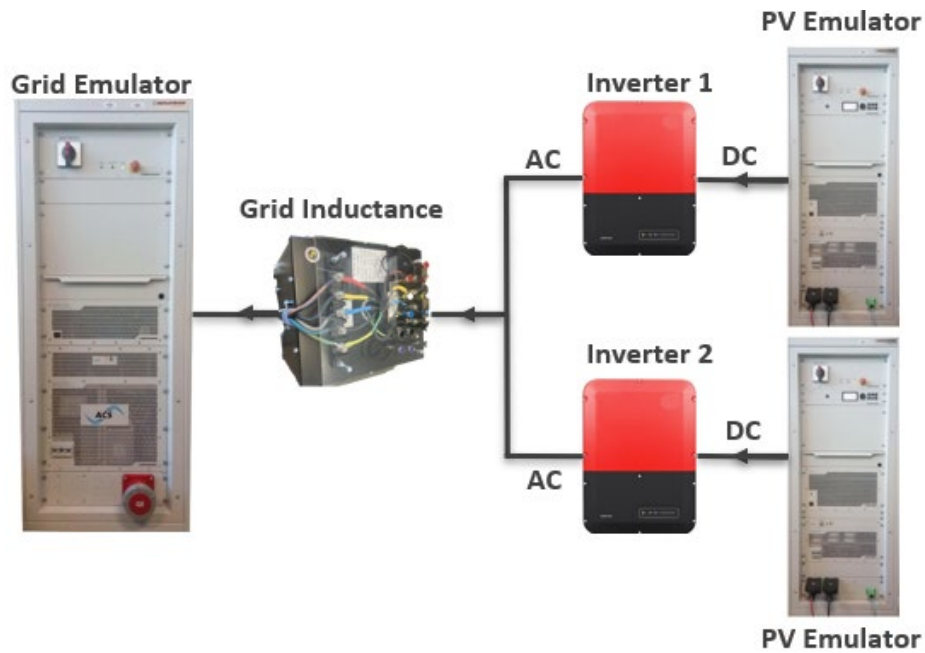 PV Emulator
Grid Emulator
Inverter 1
AC
DC
Grid Inductance
ACS
Inverter 2
DC
AC
PV Emulator